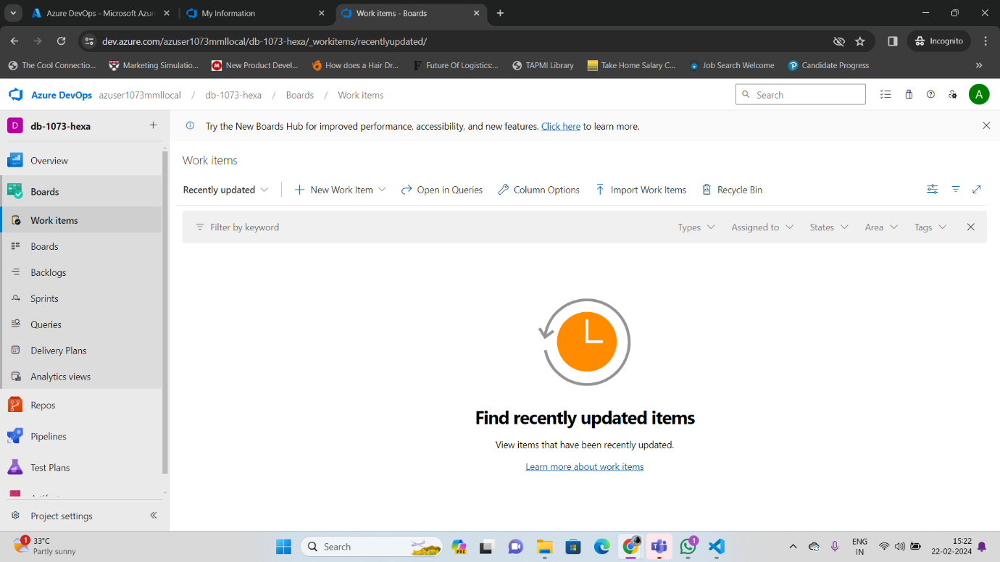 Azure DevOps - Microsoft Azur
My Information
Work items - Boards
dev.azure.com/azuser1073mmllocal/db-1073-hexa/_workitems/recentlyupdated/
Incognito
The Cool Connectio...
Marketing Simulatio...
New Product Devel...
How does a Hair Dr...
Future Of Logistics:...
TAPMI Library
Take Home Salary C...
Job Search Welcome
Candidate Progress
Azure DevOps azuser1073mmllocal / db-1073-hexa / Boards / Work items
Search
A
D db-1073-hexa
Try the New Boards Hub for improved performance, accessibility, and new features. Click here to learn more.
Overview
Boards
Work items
Boards
Backlogs
Sprints
Queries
Delivery Plans
Analytics views
Repos
Pipelines
Test Plans
Project settings
Work items
Recently updated
New Work Item
Open in Queries
Column Options
Import Work Items
Recycle Bin
Filter by keyword
Types
Assigned to
States
Area
Tags
Find recently updated items
View items that have been recently updated.
Learn more about work items
1
33°C
Partly sunny
Search
PRE
1
ENG
IN
15:22
22-02-2024